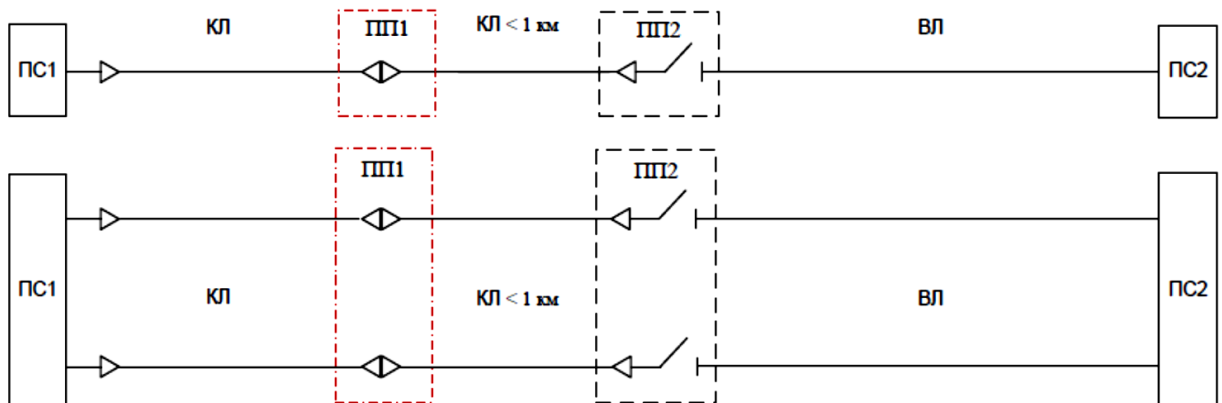 КЛ
ПП1
КЛ < 1 км
ПП2
ВЛ
ПС1
ПС2
ПП1
ПП2
ПС1
КЛ
КЛ < 1 км
ВЛ
ПС2